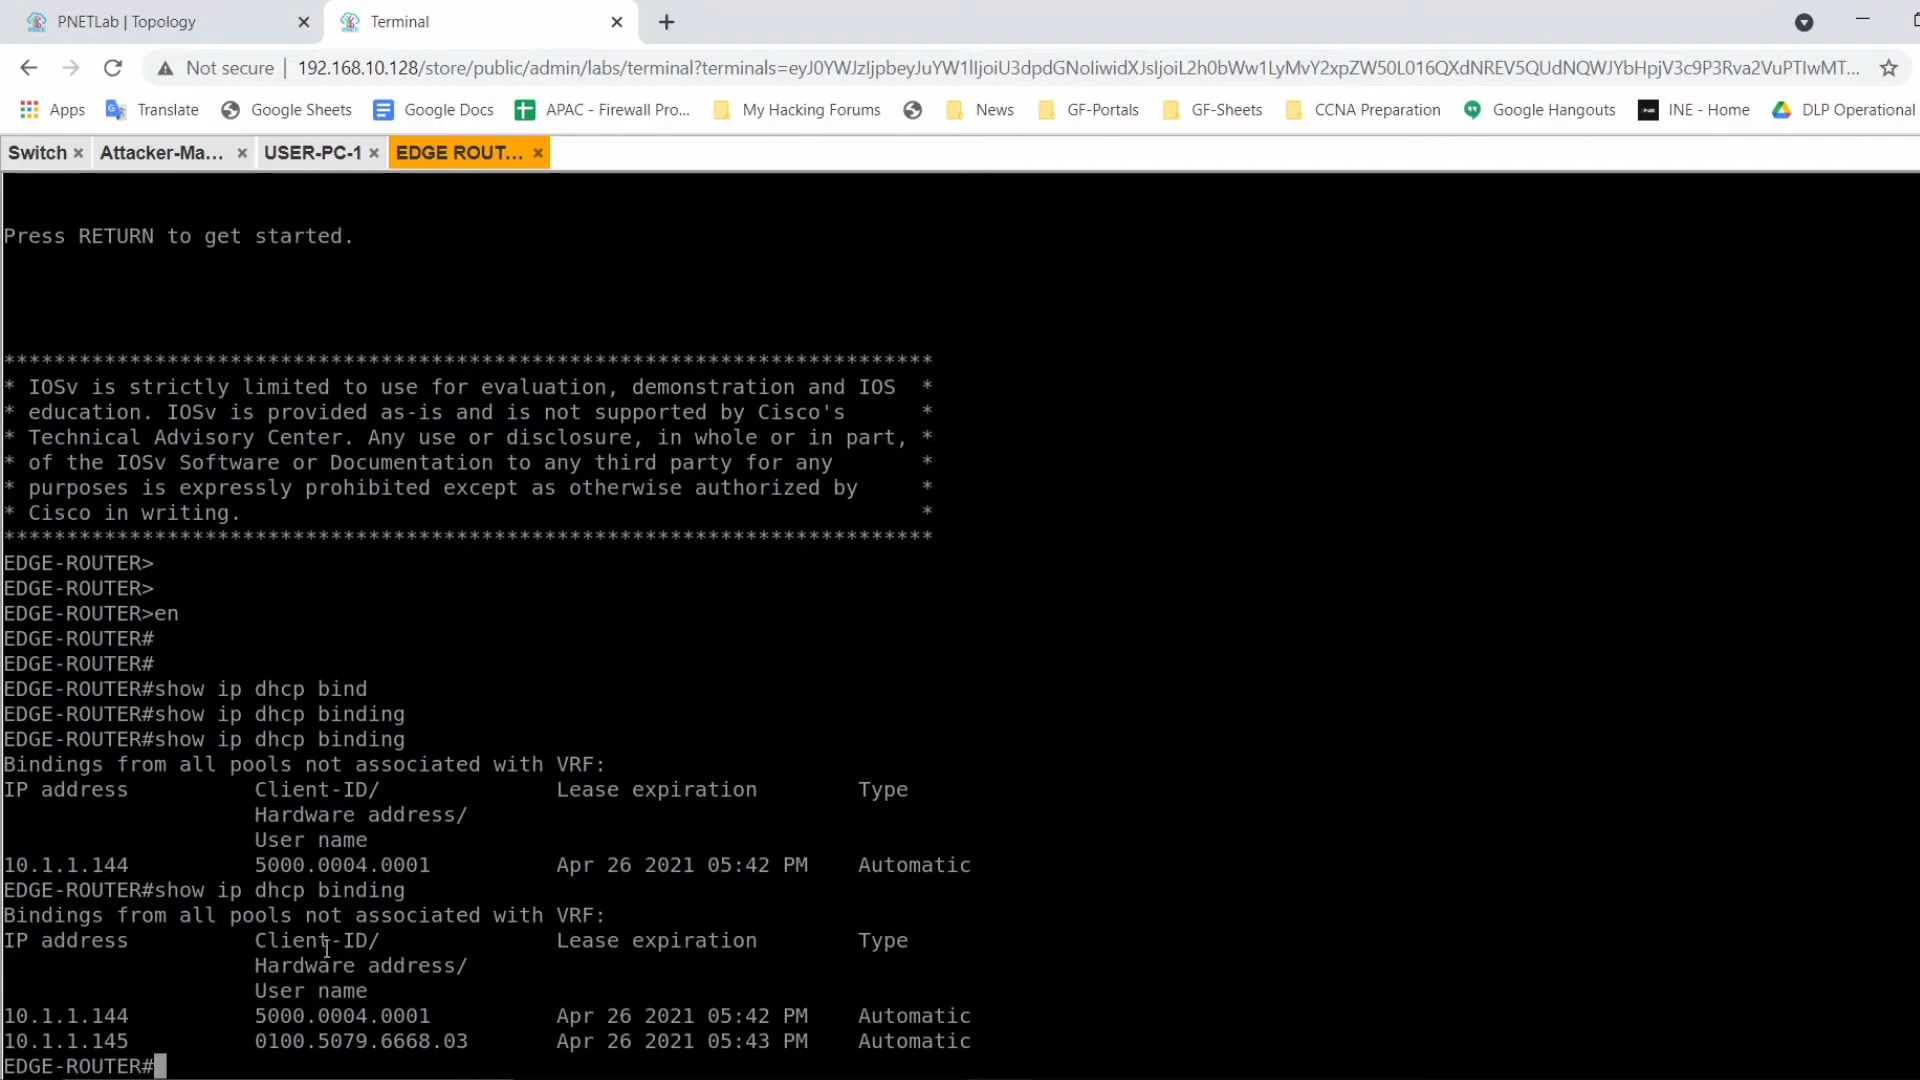 PNETLab | Topology
Terminal
Not secure | 192.168.10.128/store/public/admin/labs/terminal?terminals=eyJ0YWJzIjpbeyJuYW1lIjoiU3dpdGNoIiwidXJsIjoiL2h0bWw1LyMvY2xpZW50L016QXdNREV5QUdNQWJYbHpjV3c9P3Rva2VuPTIwMT...
Apps
Translate
Google Sheets
Google Docs
APAC - Firewall Pro...
My Hacking Forums
News
GF-Portals
GF-Sheets
CCNA Preparation
Google Hangouts
INE - Home
DLP Operational
Switch
Attacker-Ma...
USER-PC-1
EDGE ROUT...
Press RETURN to get started.
**************************************************************************
* IOSv is strictly limited to use for evaluation, demonstration and IOS  *
* education. IOSv is provided as-is and is not supported by Cisco's      *
* Technical Advisory Center. Any use or disclosure, in whole or in part, *
* of the IOSv Software or Documentation to any third party for any       *
* purposes is expressly prohibited except as otherwise authorized by     *
* Cisco in writing.                                                      *
**************************************************************************
EDGE-ROUTER>
EDGE-ROUTER>
EDGE-ROUTER>en
EDGE-ROUTER#
EDGE-ROUTER#
EDGE-ROUTER#show ip dhcp bind
EDGE-ROUTER#show ip dhcp binding
EDGE-ROUTER#show ip dhcp binding
Bindings from all pools not associated with VRF:
IP address          Client-ID/              Lease expiration        Type
                    Hardware address/
                    User name
10.1.1.144          5000.0004.0001          Apr 26 2021 05:42 PM    Automatic
EDGE-ROUTER#show ip dhcp binding
Bindings from all pools not associated with VRF:
IP address          Client-ID/              Lease expiration        Type
                    Hardware address/
                    User name
10.1.1.144          5000.0004.0001          Apr 26 2021 05:42 PM    Automatic
10.1.1.145          0100.5079.6668.03       Apr 26 2021 05:43 PM    Automatic
EDGE-ROUTER#